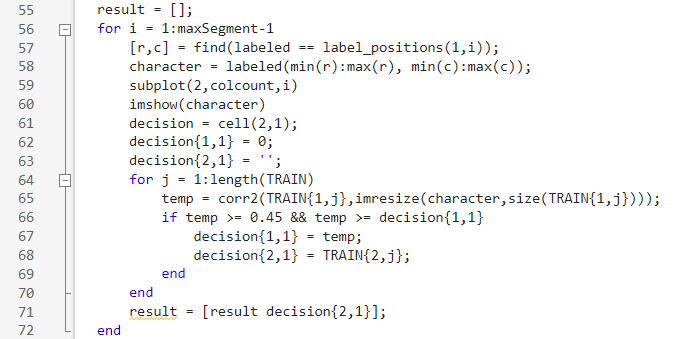 55 result = [];
56 for i = 1:maxSegment-1
57 [r,c] = find(labeled == label_positions(1,i));
58 character = labeled(min(r):max(r), min(c):max(c));
59 subplot(2,colcount,i)
60 imshow(character)
61 decision = cell(2,1);
62 decision{1,1} = 0;
63 decision{2,1} = '';
64 for j = 1:length(TRAIN)
65 temp = corr2(TRAIN{1,j},imresize(character,size(TRAIN{1,j})));
66 if temp >= 0.45 && temp >= decision{1,1}
67 decision{1,1} = temp;
68 decision{2,1} = TRAIN{2,j};
69 end
70 end
71 result = [result decision{2,1}];
72 end